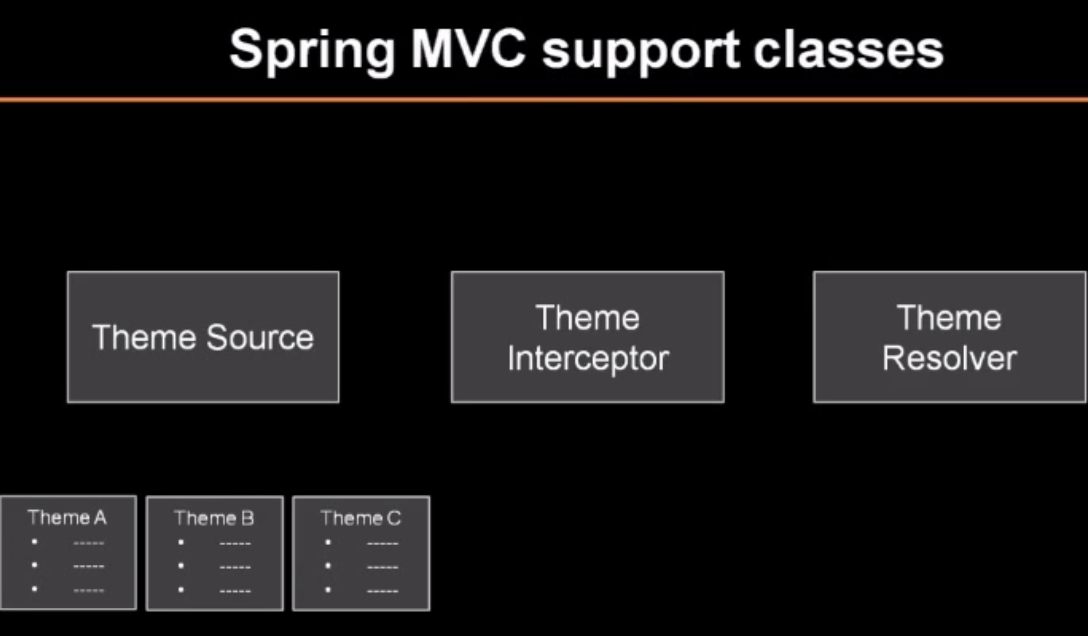 Spring MVC support classes
Theme Source
Theme
Interceptor
Theme
Resolver
Theme A
• -----
• -----
• -----
Theme B
• -----
• -----
• -----
Theme C
• -----
• -----
• -----